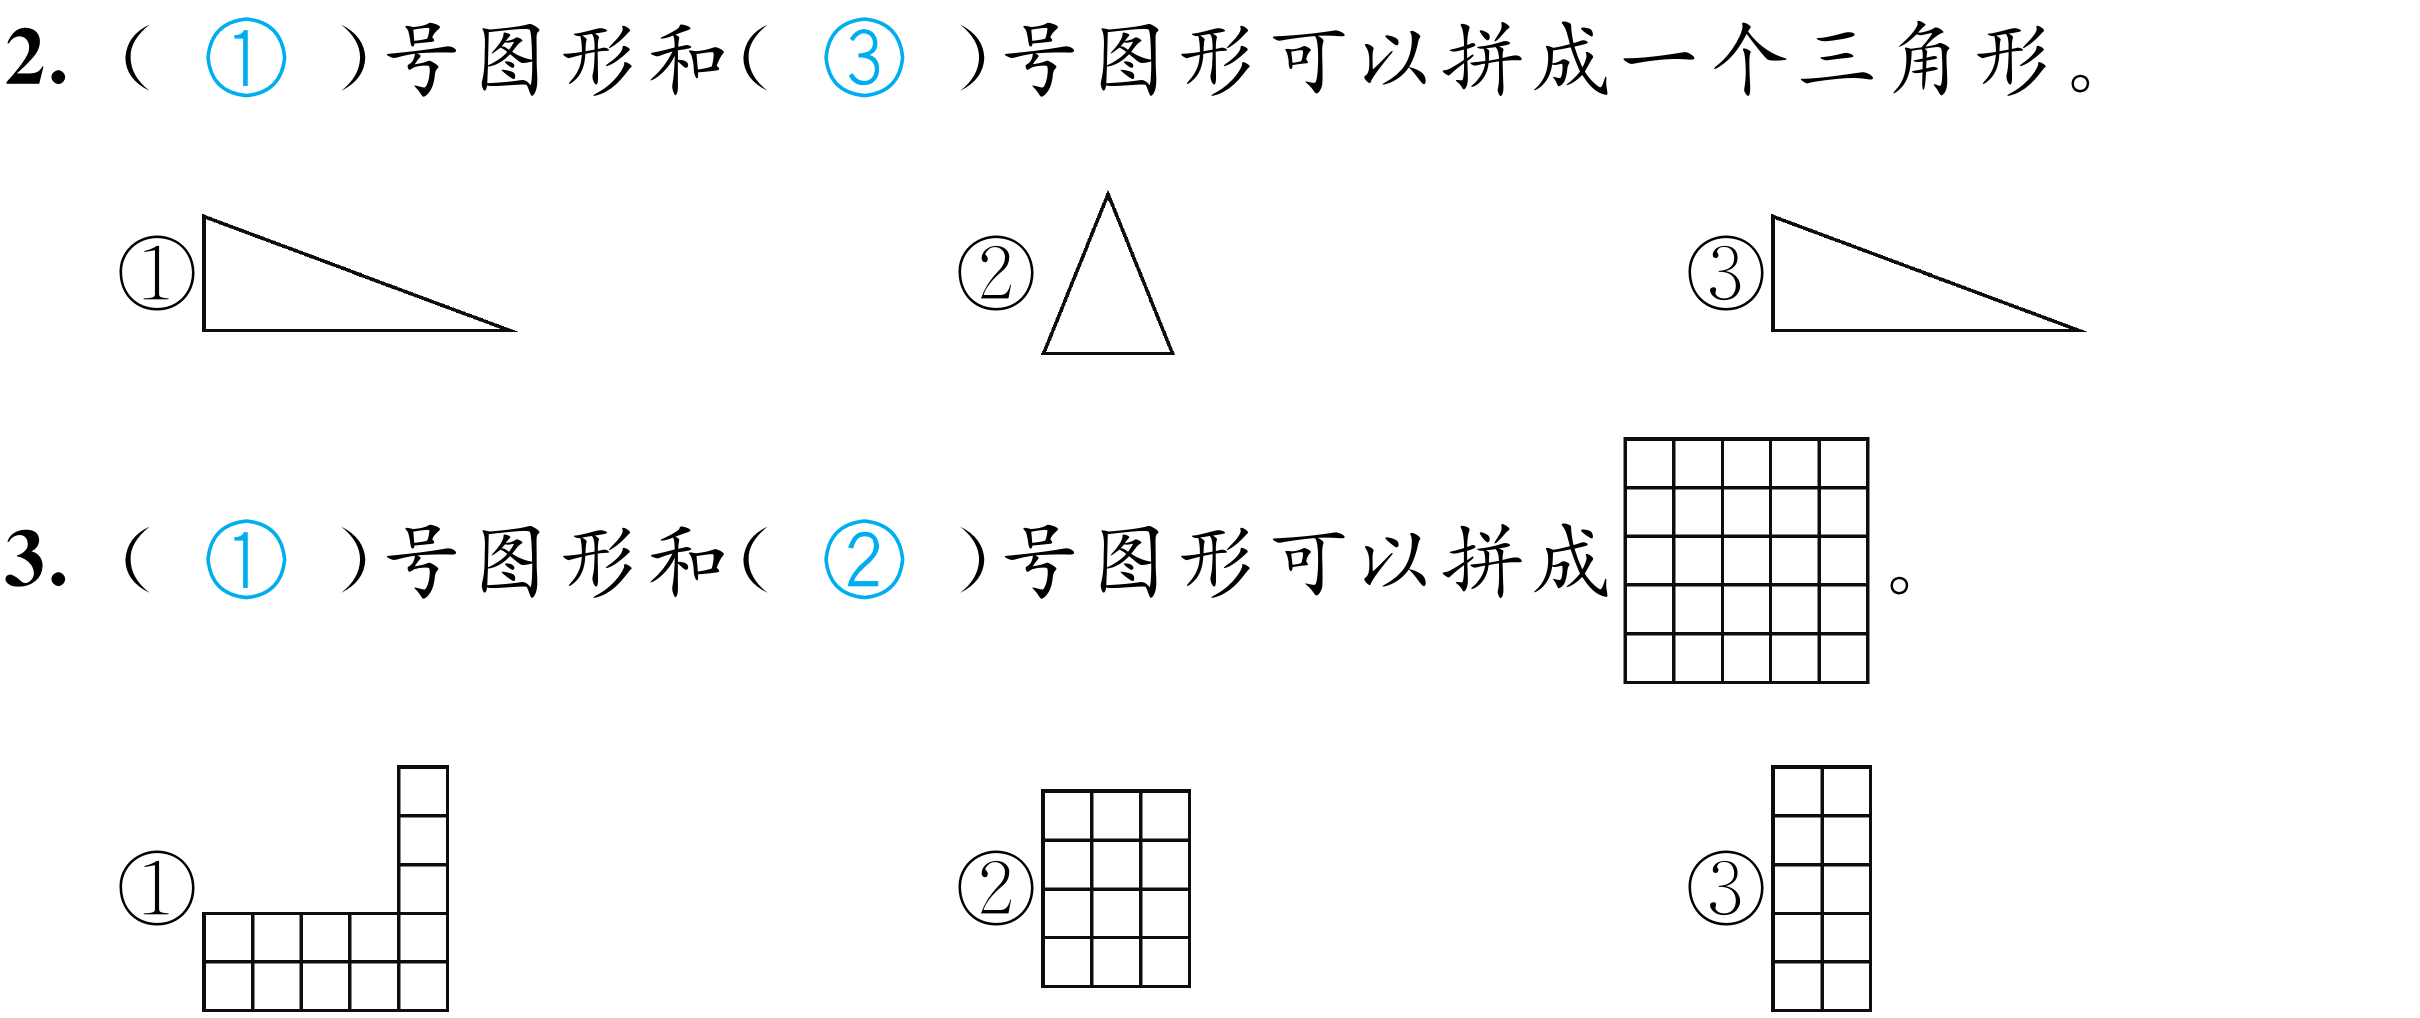 2. ( ① )号图形和( ③ )号图形可以拼成一个三角形。
① ② ③
3. ( ① )号图形和( ② )号图形可以拼成 。
① ② ③